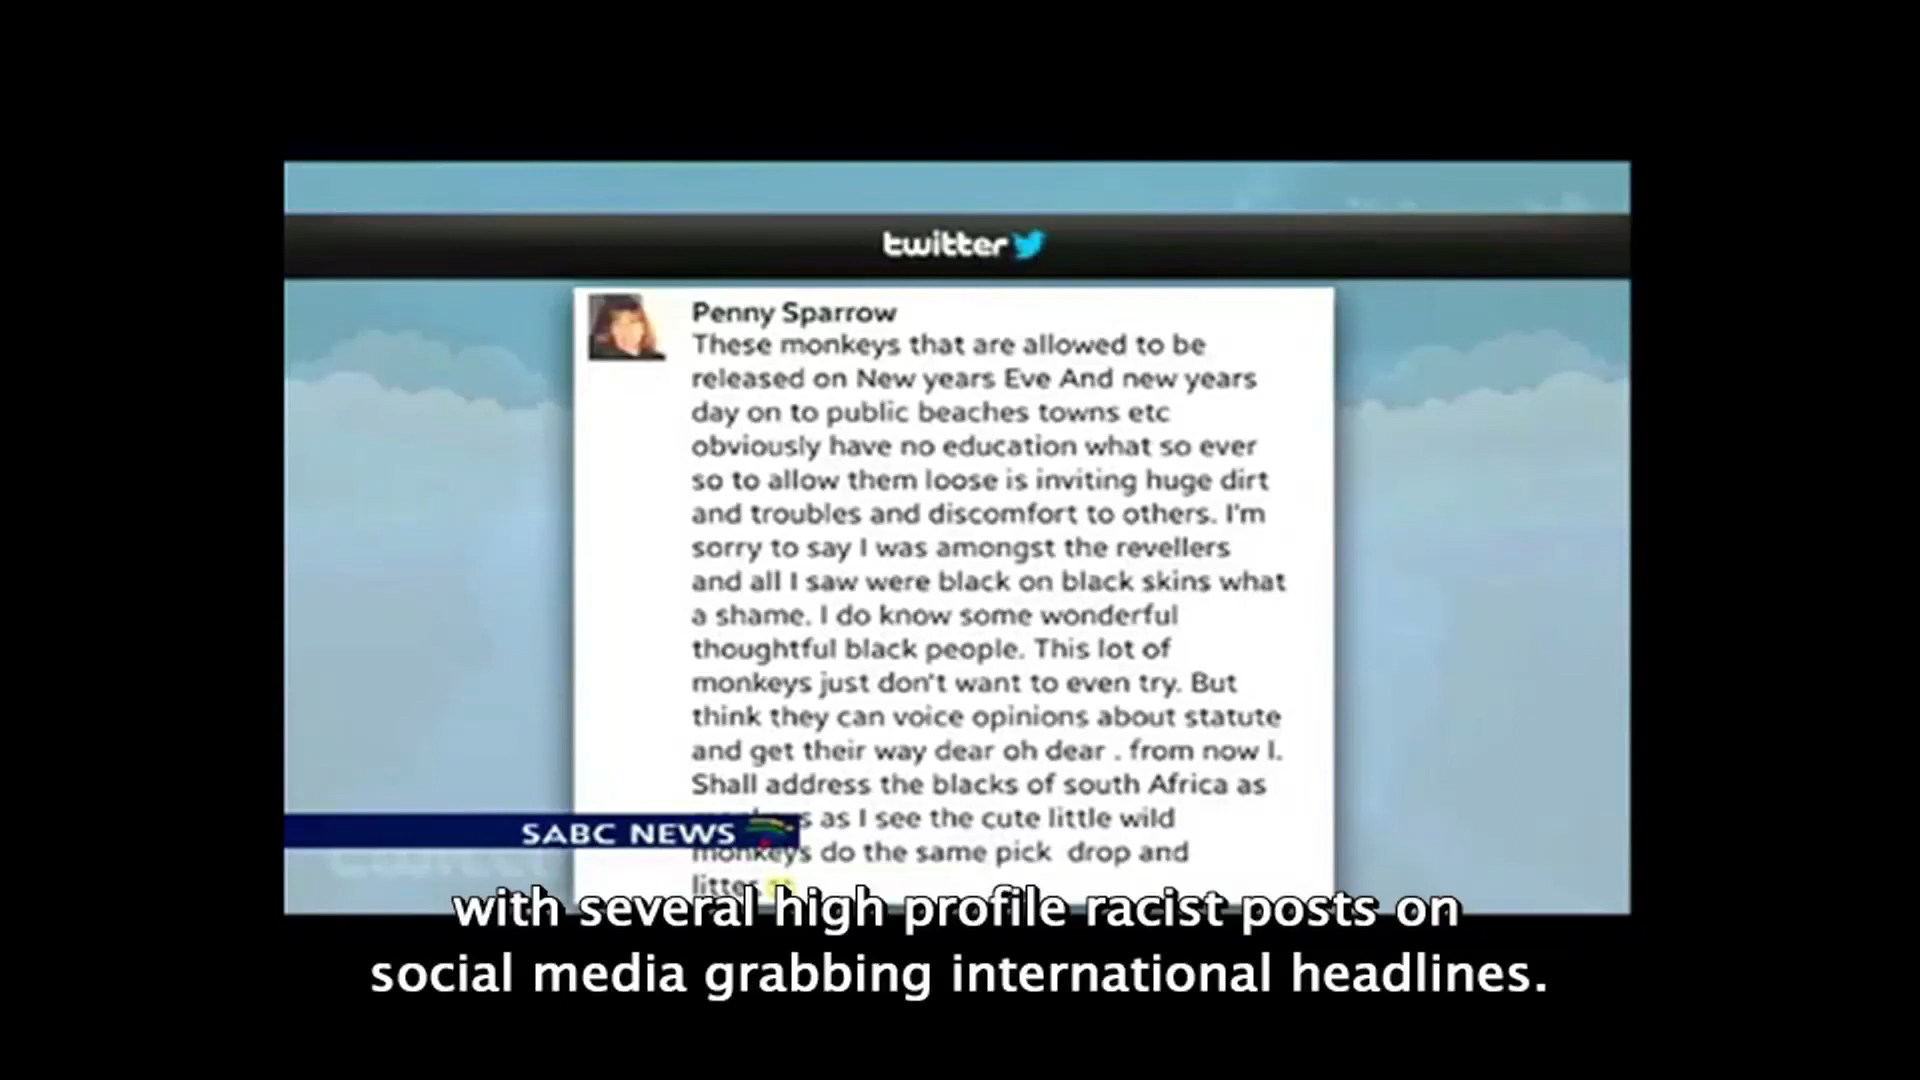 twitter
Penny Sparrow
These monkeys that are allowed to be
released on New years Eve And new years
day on to public beaches towns etc
obviously have no education what so ever
so to allow them loose is inviting huge dirt
and troubles and discomfort to others. I'm
sorry to say I was amongst the revellers
and all I saw were black on black skins what
a shame. I do know some wonderful
thoughtful black people. This lot of
monkeys just don't want to even try. But
think they can voice opinions about statute
and get their way dear oh dear . from now I.
Shall address the blacks of south Africa as
as I see the cute little wild
SABC NEWS
monkeys do the same pick drop and
litter
with several high profile racist posts on
social media grabbing international headlines.